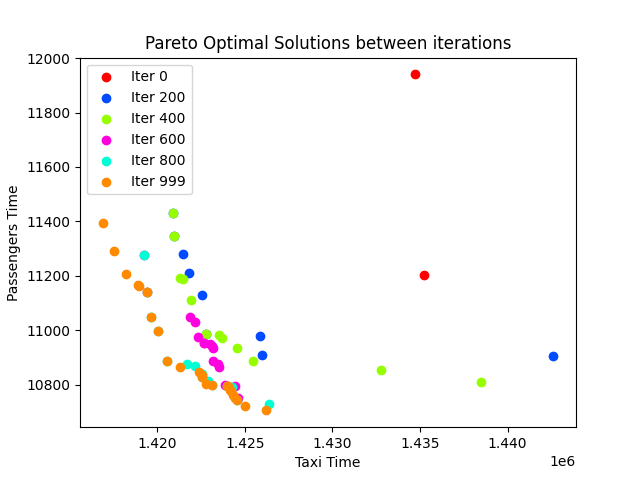 Pareto Optimal Solutions between iterations
12000
11800
11600
11400
11200
11000
10800
Passengers Time
Iter 0
Iter 200
Iter 400
Iter 600
Iter 800
Iter 999
1.420 1.425 1.430 1.435 1.440
1e6
Taxi Time